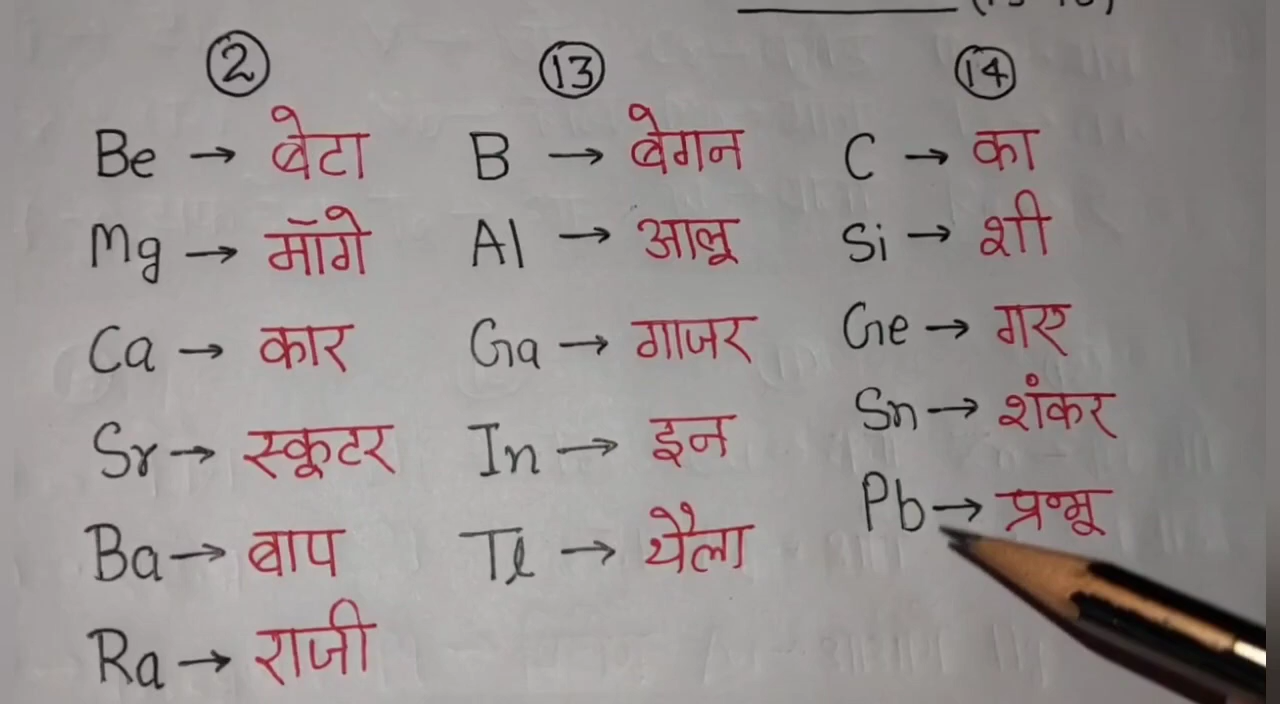 ② ⑬ ⑭
Be → बेटा B → बेगन C → का
Mg → माँगे Al → आलू Si → शी
Ca → कार Ga → गाजर Ge → गए
Sr → स्कूटर In → इन Sn → शंकर
Ba → बाप Tl → थैला Pb → प्रभू
Ra → राजी